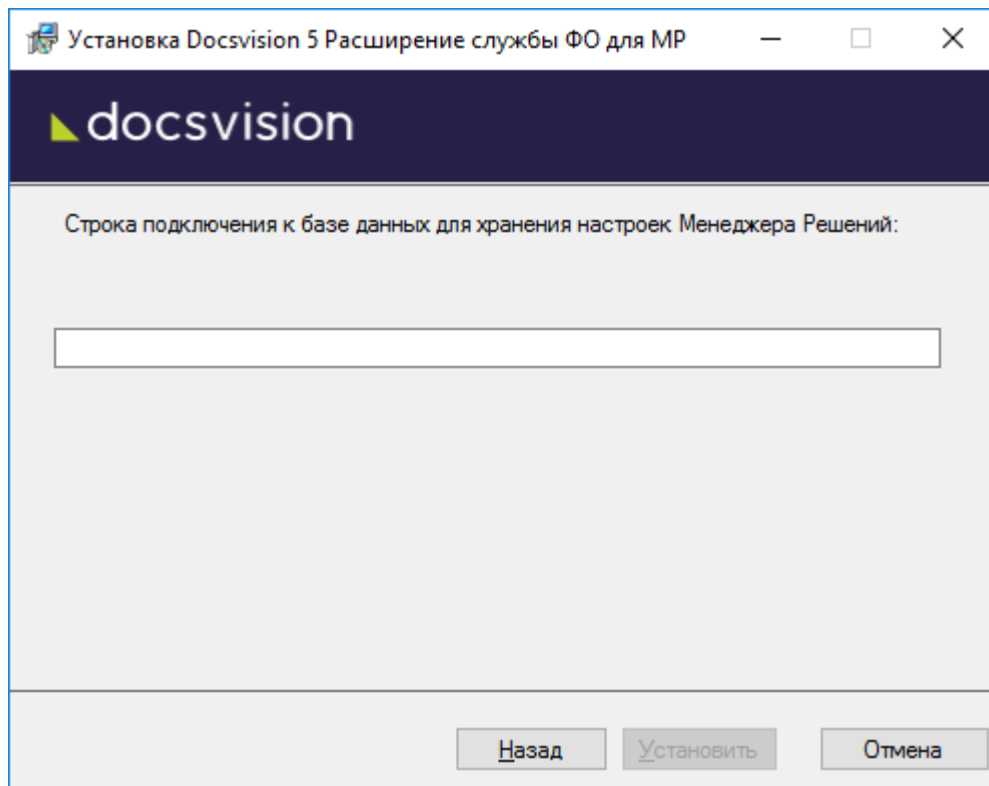 Установка Docsvision 5 Расширение службы ФО для МР
docsvision
Строка подключения к базе данных для хранения настроек Менеджера Решений:
Назад
Установить
Отмена